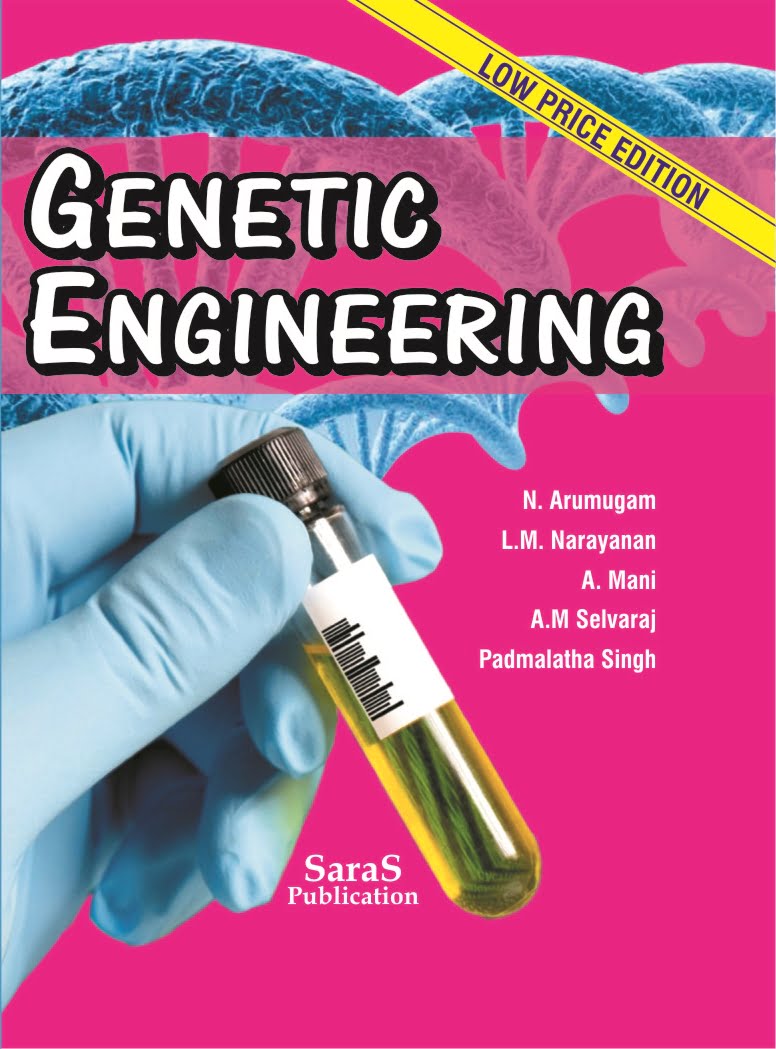 LOW PRICE EDITION
GENETIC
ENGINEERING
N. Arumugam
L.M. Narayanan
A. Mani
A.M Selvaraj
Padmalatha Singh
SaraS
Publication